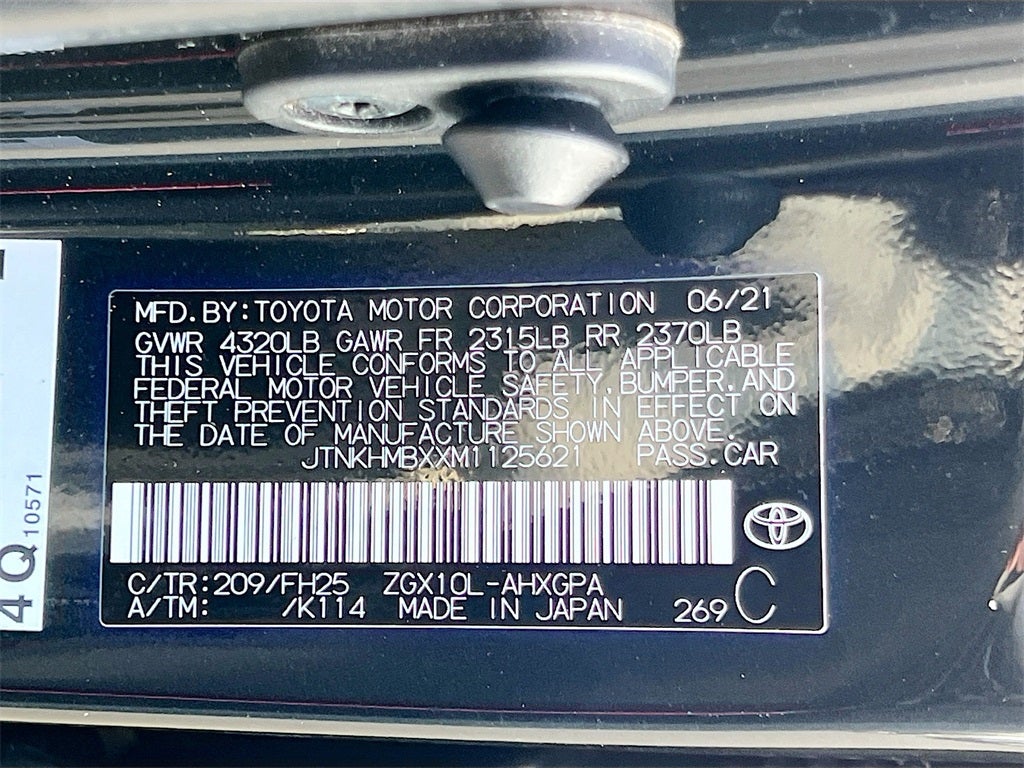 MFD. BY: TOYOTA MOTOR CORPORATION 06/21
GVWR 4320LB GAWR FR 2315LB RR 2370LB
THIS VEHICLE CONFORMS TO ALL APPLICABLE
FEDERAL MOTOR VEHICLE SAFETY, BUMPER, AND
THEFT PREVENTION STANDARDS IN EFFECT ON
THE DATE OF MANUFACTURE SHOWN ABOVE.
JTNKHMBXXM1125621 PASS. CAR
C/TR: 209/FH25 ZGX10L-AHXGPA
A/TM: /K114 MADE IN JAPAN 269 C
4Q 10571